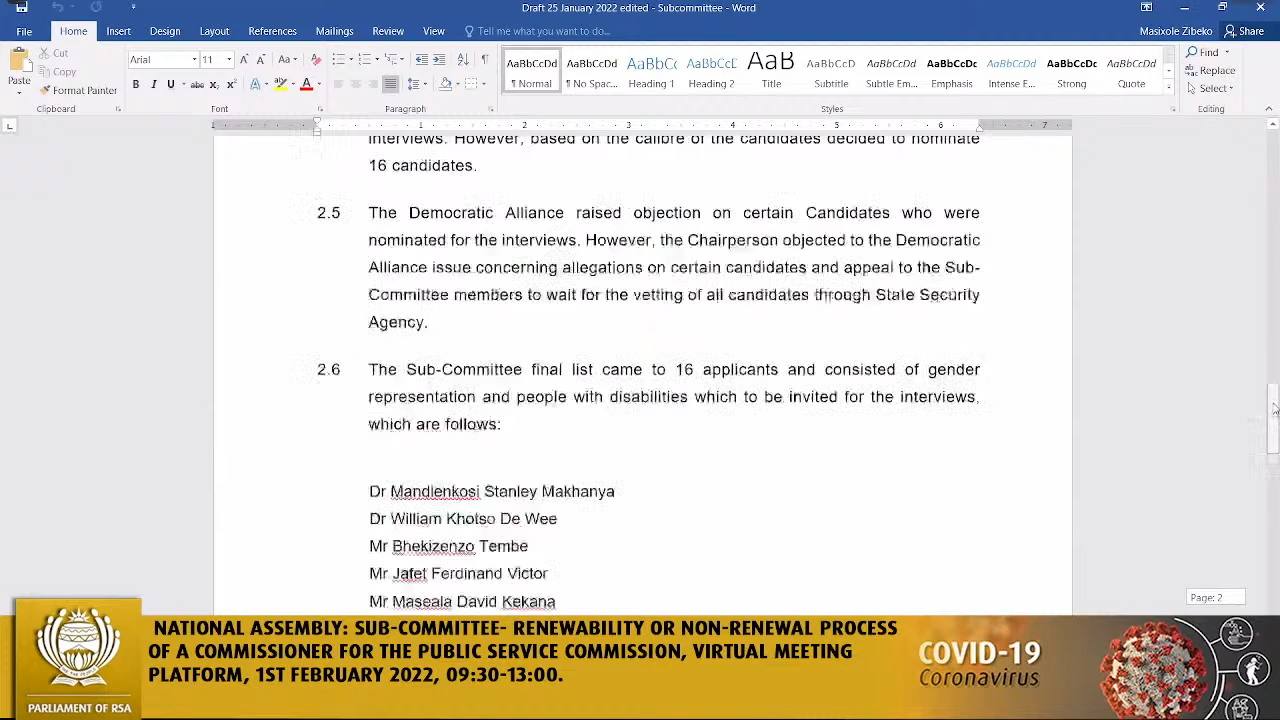 Draft 25 January 2022 edited - Subcommittee - Word
File Home Insert Design Layout References Mailings Review View Tell me what you want to do... Masixole Zibeko Share
Cut
Copy
Format Painter
Paste
Arial 11
AaBbCcDd AaBbCcDd AaBbCc AaBbCcE AaB AaBbCcD AaBbCcDd AaBbCcDd AaBbCcDd AaBbCcDd AaBbCcDd
¶ Normal ¶ No Spac... Heading 1 Heading 2 Title Subtitle Subtle Em... Emphasis Intense E... Strong Quote
Find
Replace
Select
Clipboard Font Paragraph Styles Editing
1 1 2 3 4 5 6 7
interviews. However, based on the calibre of the candidates decided to nominate
16 candidates.
2.5 The Democratic Alliance raised objection on certain Candidates who were
nominated for the interviews. However, the Chairperson objected to the Democratic
Alliance issue concerning allegations on certain candidates and appeal to the Sub-
Committee members to wait for the vetting of all candidates through State Security
Agency.
2.6 The Sub-Committee final list came to 16 applicants and consisted of gender
representation and people with disabilities which to be invited for the interviews,
which are follows:
Dr Mandlenkosi Stanley Makhanya
Dr William Khotso De Wee
Mr Bhekizenzo Tembe
Mr Jafet Ferdinand Victor
Mr Maseala David Kekana
Page: 2
NATIONAL ASSEMBLY: SUB-COMMITTEE- RENEWABILITY OR NON-RENEWAL PROCESS
OF A COMMISSIONER FOR THE PUBLIC SERVICE COMMISSION, VIRTUAL MEETING
PLATFORM, 1ST FEBRUARY 2022, 09:30-13:00.
PARLIAMENT OF RSA
COVID-19
Coronavirus